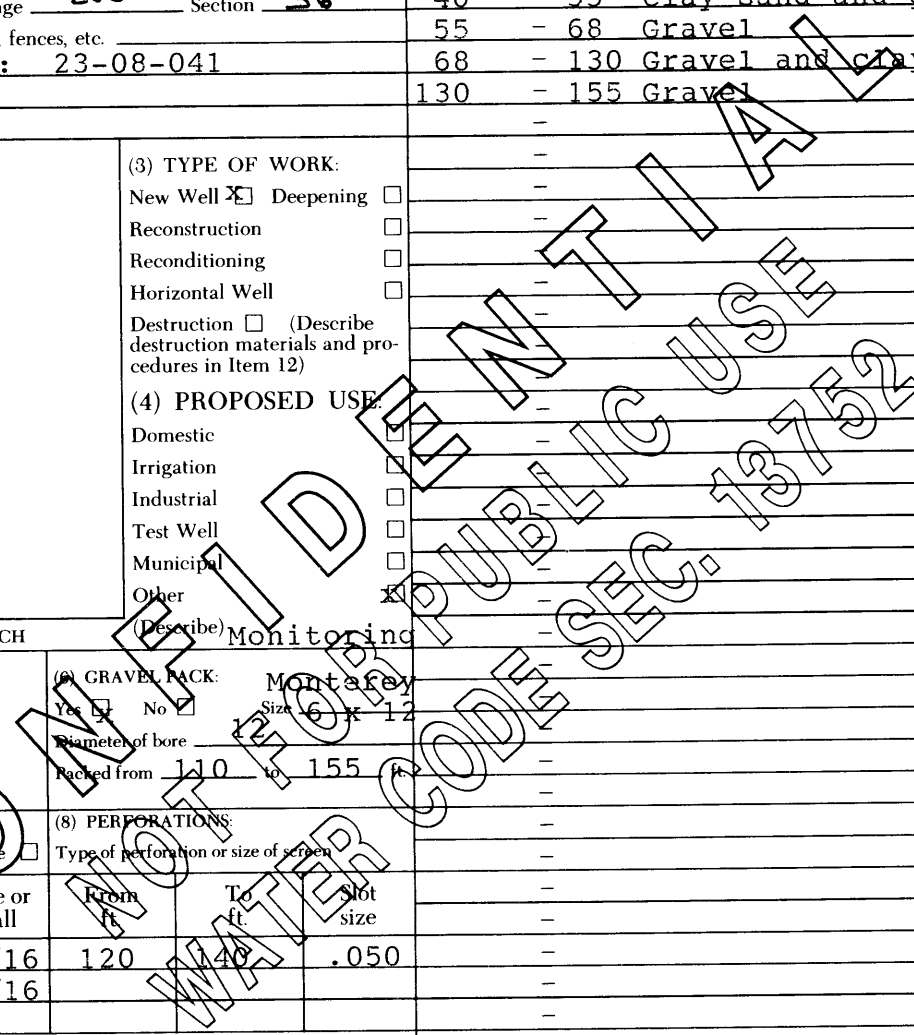 Section 36
fences, etc.
: 23-08-041
55 - 68 Gravel
68 - 130 Gravel and clay
130 - 155 Gravel
(3) TYPE OF WORK:
New Well X Deepening
Reconstruction
Reconditioning
Horizontal Well
Destruction (Describe
destruction materials and pro-
cedures in Item 12)
(4) PROPOSED USE:
Domestic
Irrigation
Industrial
Test Well
Municipal
Other X
(Describe) Monitoring
(6) GRAVEL PACK: Monterey
Yes X No Size 6 x 12
Diameter of bore 12
Packed from 110 to 155 ft.
(8) PERFORATIONS:
Type of perforation or size of screen
From
ft.
To
ft.
Slot
size
16 120 140 .050
/16
CONFIDENTIAL
NOT FOR PUBLIC USE
WATER CODE SEC. 13752